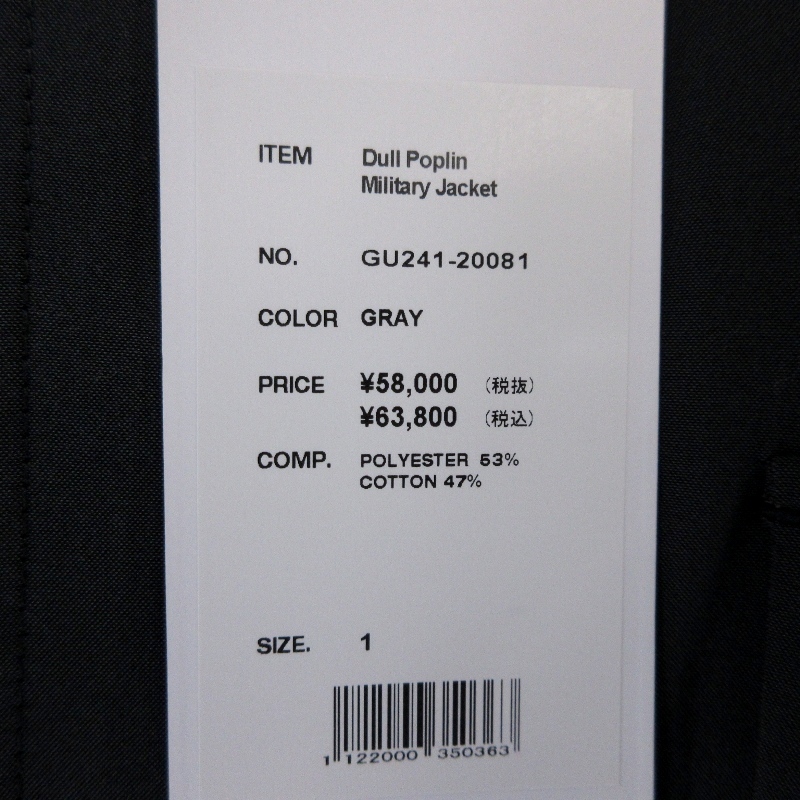 ITEM Dull Poplin
Military Jacket
NO. GU241-20081
COLOR GRAY
PRICE ¥58,000 (税抜)
¥63,800 (税込)
COMP. POLYESTER 53%
COTTON 47%
SIZE. 1
1 122000 350363